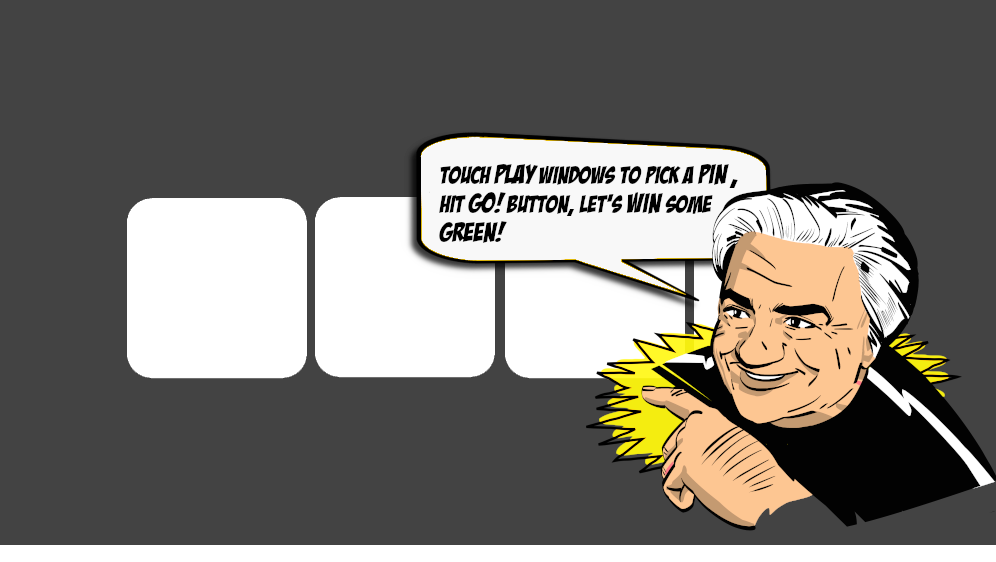 TOUCH PLAY WINDOWS TO PICK A PIN ,
HIT GO! BUTTON, LET'S WIN SOME
GREEN!